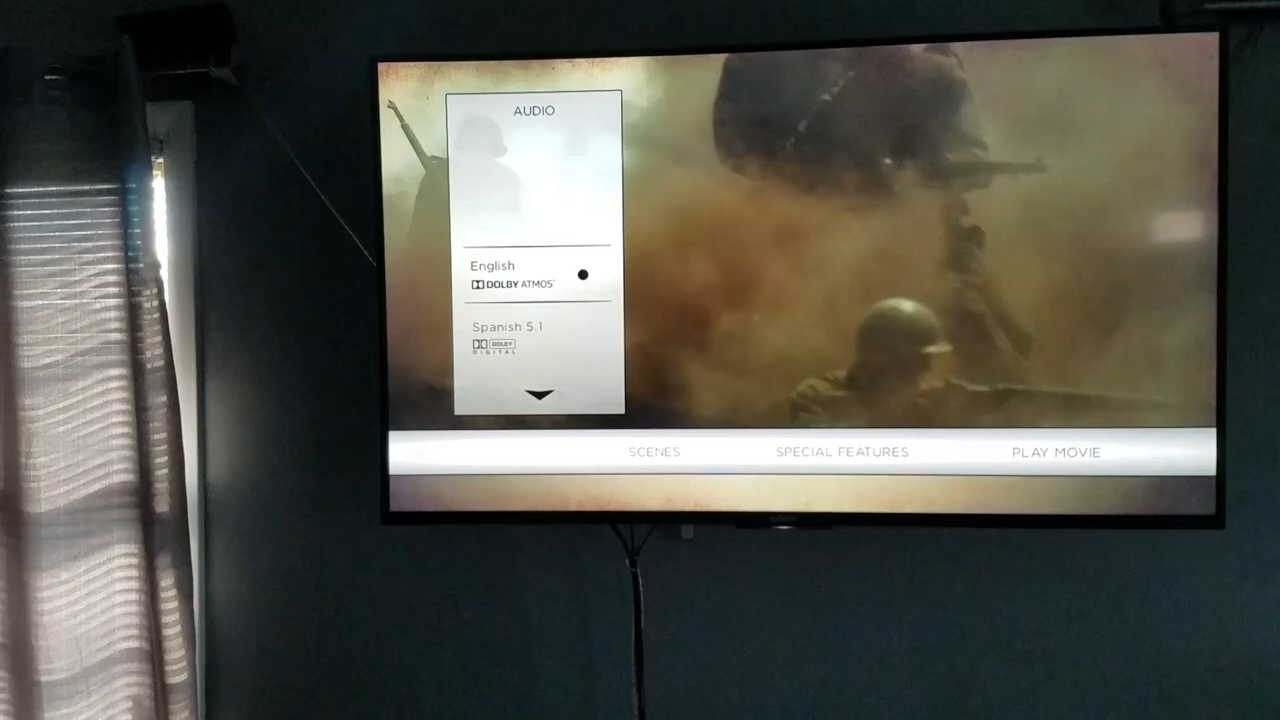 AUDIO
English
DOLBY ATMOS
Spanish 5.1
DOLBY
DIGITAL
SCENES SPECIAL FEATURES PLAY MOVIE